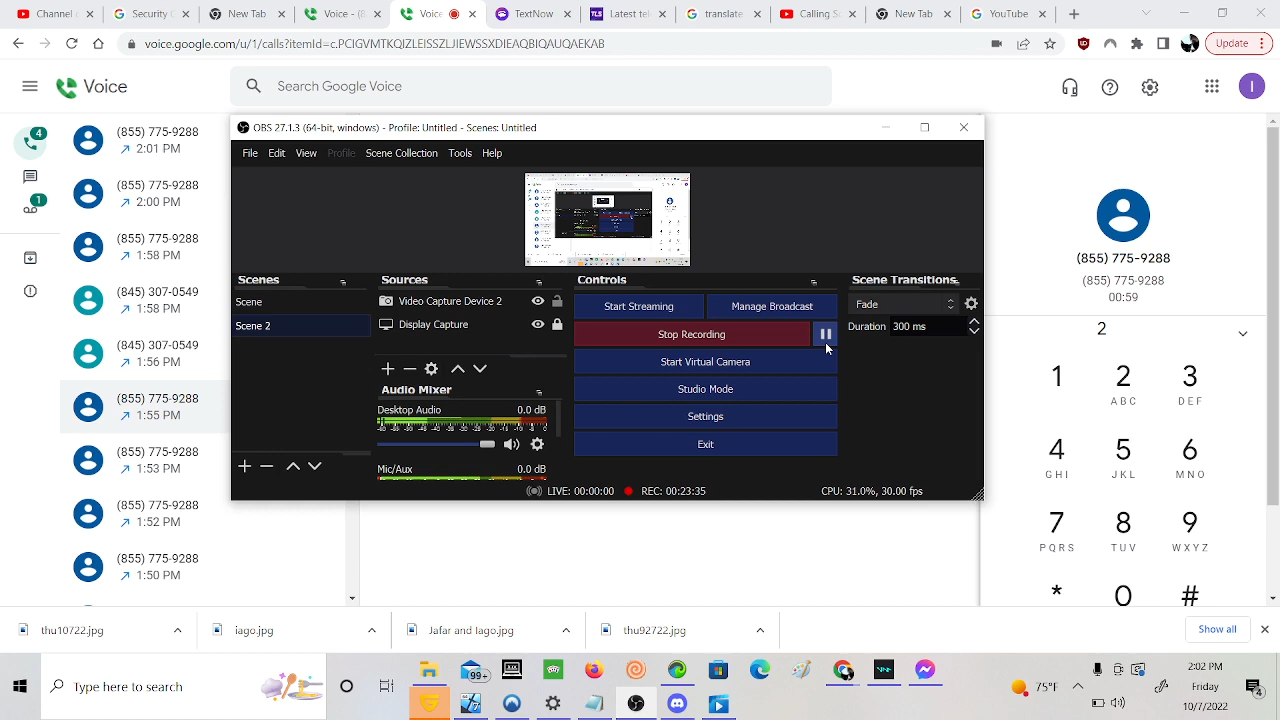 Channel
Security
New Tab
Voice - (8
Voice
TextNow
Latest tel
translate
Calling Sc
New Tab
YouTube
voice.google.com/u/1/calls?itemId=c.PCIGVMTKQIZLEISSZLJIEWSSXDIEAQBIQAUQAEKAB
Update
Voice
Search Google Voice
I
4
1
(855) 775-9288
2:01 PM
(855) 775-9288
2:00 PM
(855) 775-9288
1:58 PM
(845) 307-0549
1:58 PM
(845) 307-0549
1:56 PM
(855) 775-9288
1:55 PM
(855) 775-9288
1:53 PM
(855) 775-9288
1:52 PM
(855) 775-9288
1:50 PM
OBS 27.1.3 (64-bit, windows) - Profile: Untitled - Scenes: Untitled
File Edit View Profile Scene Collection Tools Help
Scenes
Scene
Scene 2
Sources
Video Capture Device 2
Display Capture
Audio Mixer
Desktop Audio 0.0 dB
Mic/Aux 0.0 dB
Controls
Start Streaming
Manage Broadcast
Stop Recording
Start Virtual Camera
Studio Mode
Settings
Exit
Scene Transitions
Fade
Duration 300 ms
LIVE: 00:00:00 REC: 00:23:35 CPU: 31.0%, 30.00 fps
(855) 775-9288
(855) 775-9288
00:59
2
1 2 3
ABC DEF
4 5 6
GHI JKL MNO
7 8 9
PQRS TUV WXYZ
* 0 #
thu10722.jpg
iago.jpg
Jafar and Iago.jpg
thu92722.jpg
Show all
Type here to search
99+
75°F
2:02 PM
Friday
10/7/2022
4